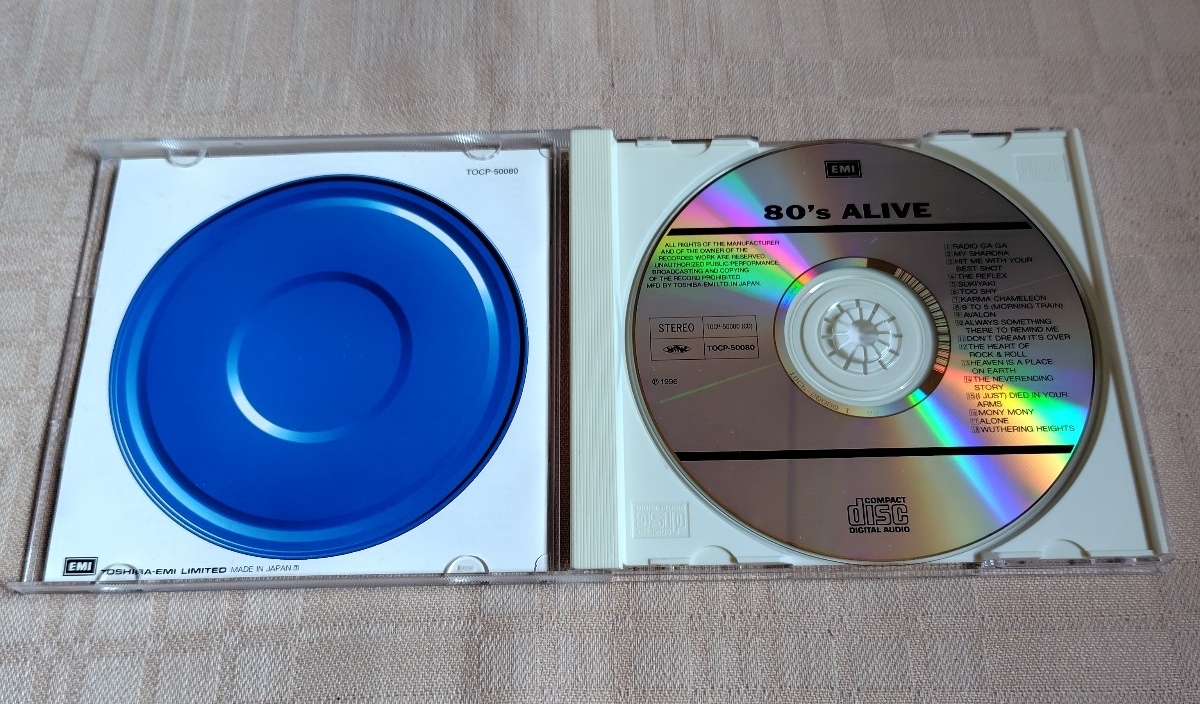 TOCP-50080
EMI
TOSHIBA-EMI LIMITED MADE IN JAPAN
EMI
80's ALIVE
ALL RIGHTS OF THE MANUFACTURER
AND OF THE OWNER OF THE
RECORDED WORK ARE RESERVED.
UNAUTHORIZED PUBLIC PERFORMANCE,
BROADCASTING AND COPYING
OF THE RECORD PROHIBITED.
MFD BY TOSHIBA-EMI LTD. IN JAPAN.
STEREO
TOCP-50080 (CD)
TOCP-50080
℗ 1996
1 RADIO GA GA
2 MY SHARONA
3 HIT ME WITH YOUR
BEST SHOT
4 THE REFLEX
5 SUKIYAKI
6 TOO SHY
7 KARMA CHAMELEON
8 9 TO 5 (MORNING TRAIN)
9 AVALON
10 ALWAYS SOMETHING
THERE TO REMIND ME
11 DON'T DREAM IT'S OVER
12 THE HEART OF
ROCK & ROLL
13 HEAVEN IS A PLACE
ON EARTH
14 THE NEVERENDING
STORY
15 (I JUST) DIED IN YOUR
ARMS
16 MONY MONY
17 ALONE
18 WUTHERING HEIGHTS
COMPACT
disc
DIGITAL AUDIO